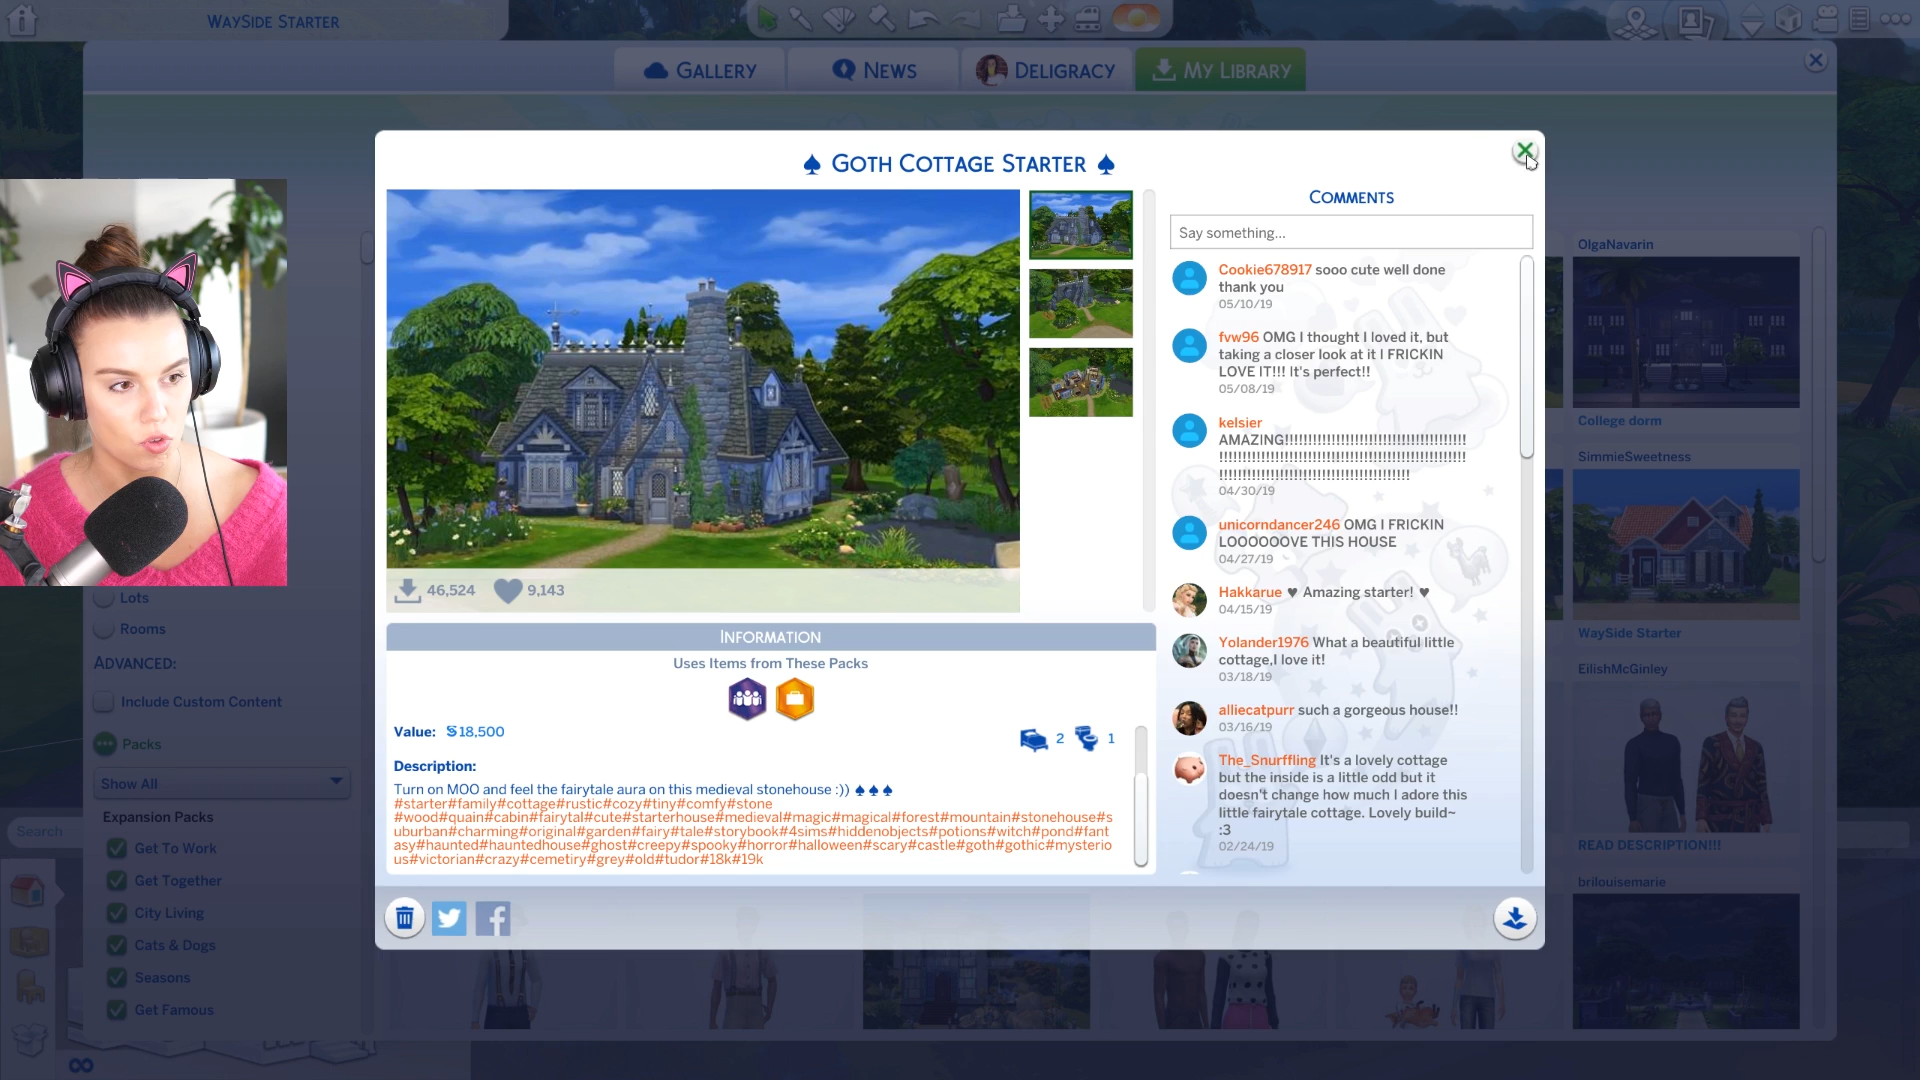 WaySide Starter
Gallery
News
Deligracy
My Library
♠ Goth Cottage Starter ♠
46,524
9,143
Information
Uses Items from These Packs
Value: §18,500
2
1
Description:
Turn on MOO and feel the fairytale aura on this medieval stonehouse :)) ♠ ♠ ♠
#starter#family#cottage#rustic#cozy#tiny#comfy#stone
#wood#quain#cabin#fairytal#cute#starterhouse#medieval#magic#magical#forest#mountain#stonehouse#s
uburban#charming#original#garden#fairy#tale#storybook#4sims#hiddenobjects#potions#witch#pond#fant
asy#haunted#hauntedhouse#ghost#creepy#spooky#horror#halloween#scary#castle#goth#gothic#mysterio
us#victorian#crazy#cemetiry#grey#old#tudor#18k#19k
Comments
Say something...
Cookie678917 sooo cute well done
thank you
05/10/19
fvw96 OMG I thought I loved it, but
taking a closer look at it I FRICKIN
LOVE IT!!! It's perfect!!
05/08/19
kelsier
AMAZING!!!!!!!!!!!!!!!!!!!!!!!!!!!!!!!!!!!!!!!
!!!!!!!!!!!!!!!!!!!!!!!!!!!!!!!!!!!!!!!!!!!!!!!!!!!!!
!!!!!!!!!!!!!!!!!!!!!!!!!!!!!!!!!!!!!!!!!
04/30/19
unicorndancer246 OMG I FRICKIN
LOOOOOOVE THIS HOUSE
04/27/19
Hakkarue ♥ Amazing starter! ♥
04/15/19
Yolander1976 What a beautiful little
cottage,I love it!
03/18/19
alliecatpurr such a gorgeous house!!
03/16/19
The_Snurffling It's a lovely cottage
but the inside is a little odd but it
doesn't change how much I adore this
little fairytale cottage. Lovely build~
:3
02/24/19
Lots
Rooms
Advanced:
Include Custom Content
Packs
Show All
Expansion Packs
Get To Work
Get Together
City Living
Cats & Dogs
Seasons
Get Famous
Search
OlgaNavarin
College dorm
SimmieSweetness
WaySide Starter
EilishMcGinley
READ DESCRIPTION!!!
brilouisemarie